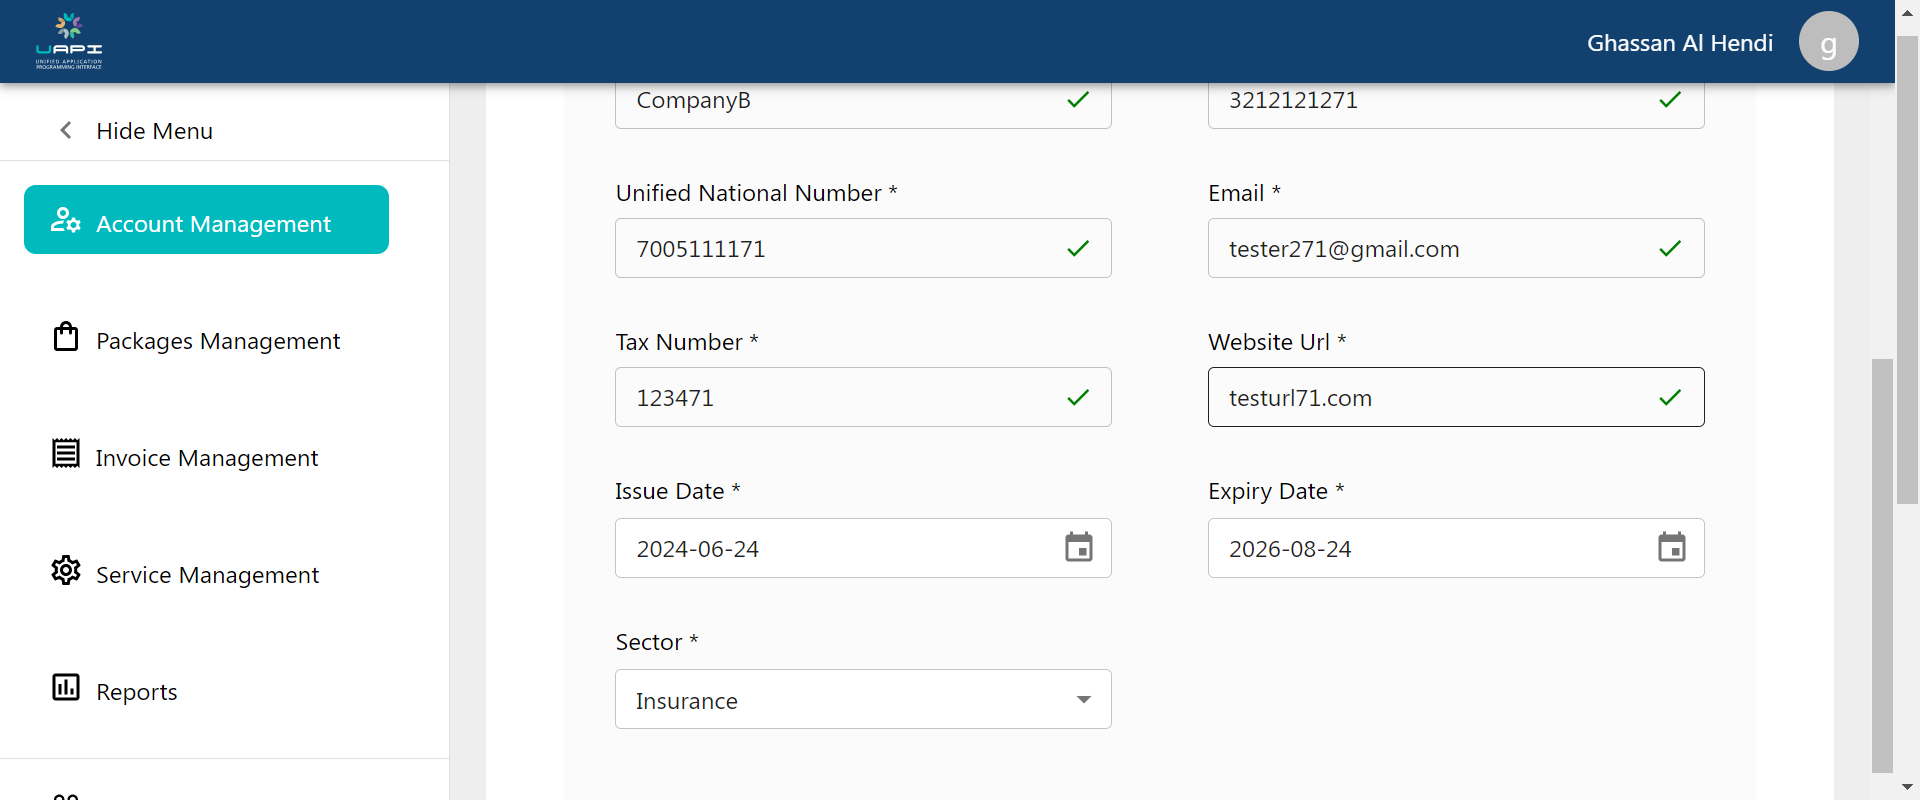 UAPI
UNIFIED APPLICATION
PROGRAMMING INTERFACE
Ghassan Al Hendi
g
Hide Menu
Account Management
Packages Management
Invoice Management
Service Management
Reports
CompanyB
3212121271
Unified National Number *
Email *
7005111171
tester271@gmail.com
Tax Number *
Website Url *
123471
testurl71.com
Issue Date *
Expiry Date *
2024-06-24
2026-08-24
Sector *
Insurance